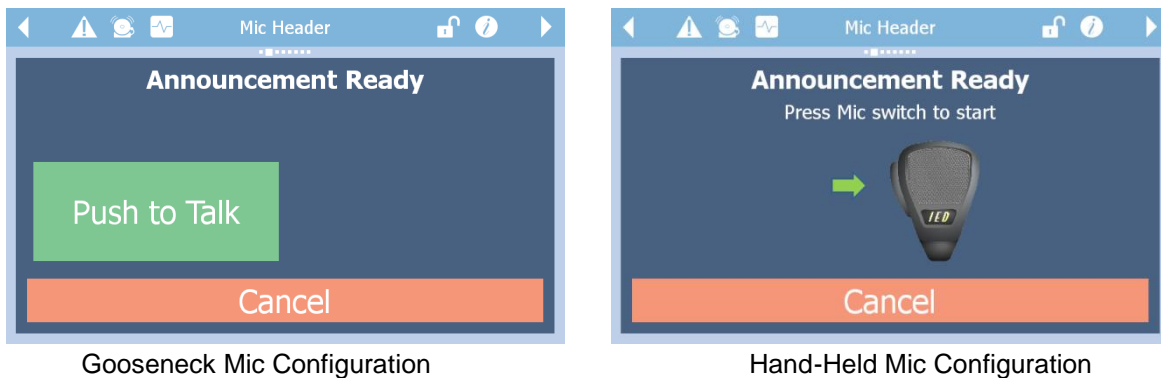 Mic Header
Announcement Ready
Push to Talk
Cancel
Gooseneck Mic Configuration
Mic Header
Announcement Ready
Press Mic switch to start
IED
Cancel
Hand-Held Mic Configuration